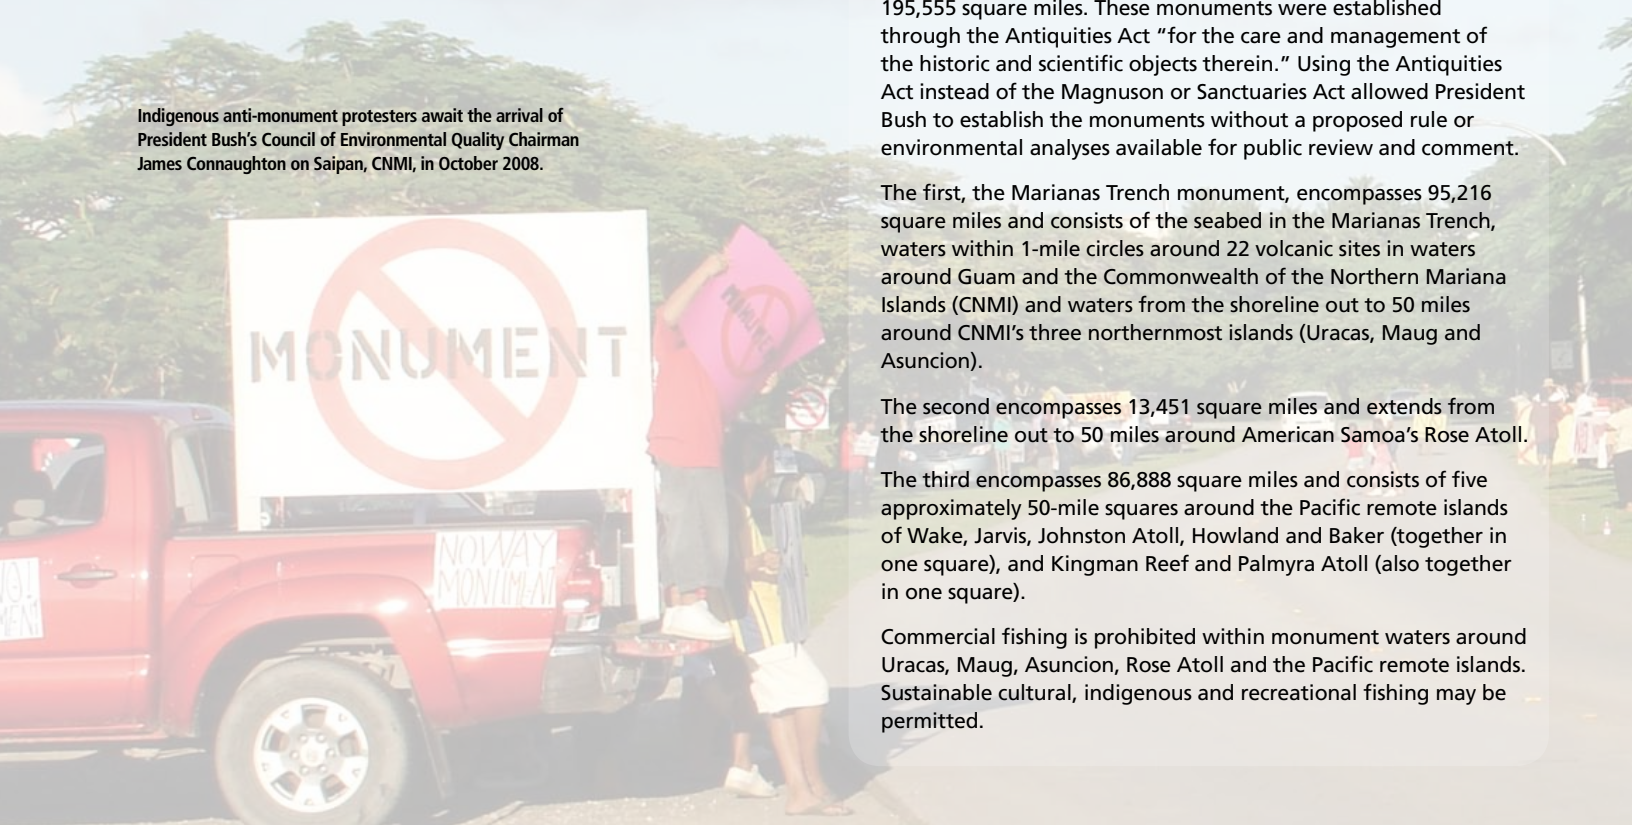 Indigenous anti-monument protesters await the arrival of
President Bush’s Council of Environmental Quality Chairman
James Connaughton on Saipan, CNMI, in October 2008.
MONUMENT
NO WAY
MONUMENT
195,555 square miles. These monuments were established
through the Antiquities Act “for the care and management of
the historic and scientific objects therein.” Using the Antiquities
Act instead of the Magnuson or Sanctuaries Act allowed President
Bush to establish the monuments without a proposed rule or
environmental analyses available for public review and comment.
The first, the Marianas Trench monument, encompasses 95,216
square miles and consists of the seabed in the Marianas Trench,
waters within 1-mile circles around 22 volcanic sites in waters
around Guam and the Commonwealth of the Northern Mariana
Islands (CNMI) and waters from the shoreline out to 50 miles
around CNMI’s three northernmost islands (Uracas, Maug and
Asuncion).
The second encompasses 13,451 square miles and extends from
the shoreline out to 50 miles around American Samoa’s Rose Atoll.
The third encompasses 86,888 square miles and consists of five
approximately 50-mile squares around the Pacific remote islands
of Wake, Jarvis, Johnston Atoll, Howland and Baker (together in
one square), and Kingman Reef and Palmyra Atoll (also together
in one square).
Commercial fishing is prohibited within monument waters around
Uracas, Maug, Asuncion, Rose Atoll and the Pacific remote islands.
Sustainable cultural, indigenous and recreational fishing may be
permitted.